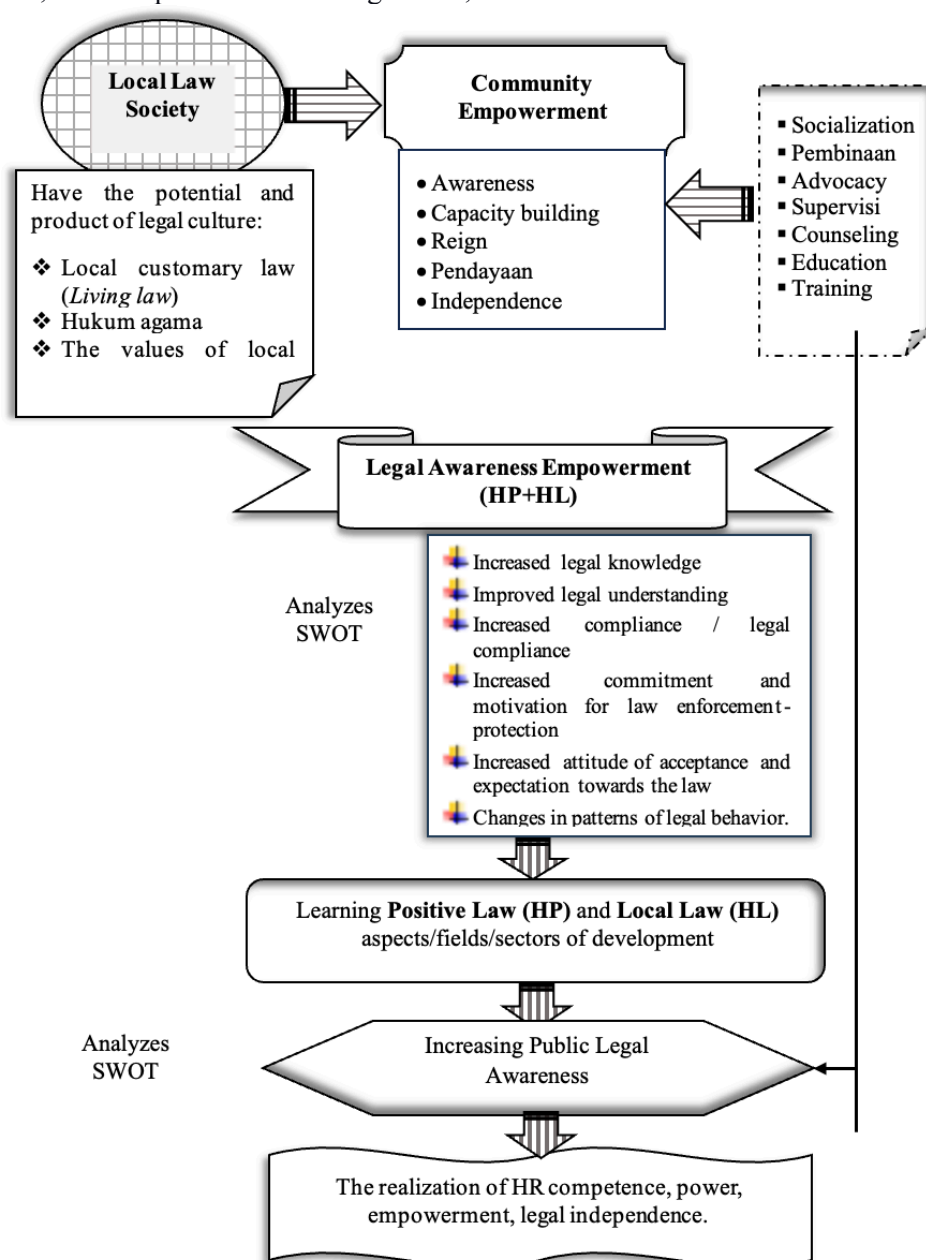 Local Law
Society
Community
Empowerment
▪ Socialization
▪ Pembinaan
▪ Advocacy
▪ Supervisi
▪ Counseling
▪ Education
▪ Training
• Awareness
• Capacity building
• Reign
• Pendayaan
• Independence
Have the potential and
product of legal culture:
❖ Local customary law
(Living law)
❖ Hukum agama
❖ The values of local
Legal Awareness Empowerment
(HP+HL)
Analyzes
SWOT
Increased legal knowledge
Improved legal understanding
Increased compliance / legal
compliance
Increased commitment and
motivation for law enforcement-
protection
Increased attitude of acceptance and
expectation towards the law
Changes in patterns of legal behavior.
Learning Positive Law (HP) and Local Law (HL)
aspects/fields/sectors of development
Analyzes
SWOT
Increasing Public Legal
Awareness
The realization of HR competence, power,
empowerment, legal independence.